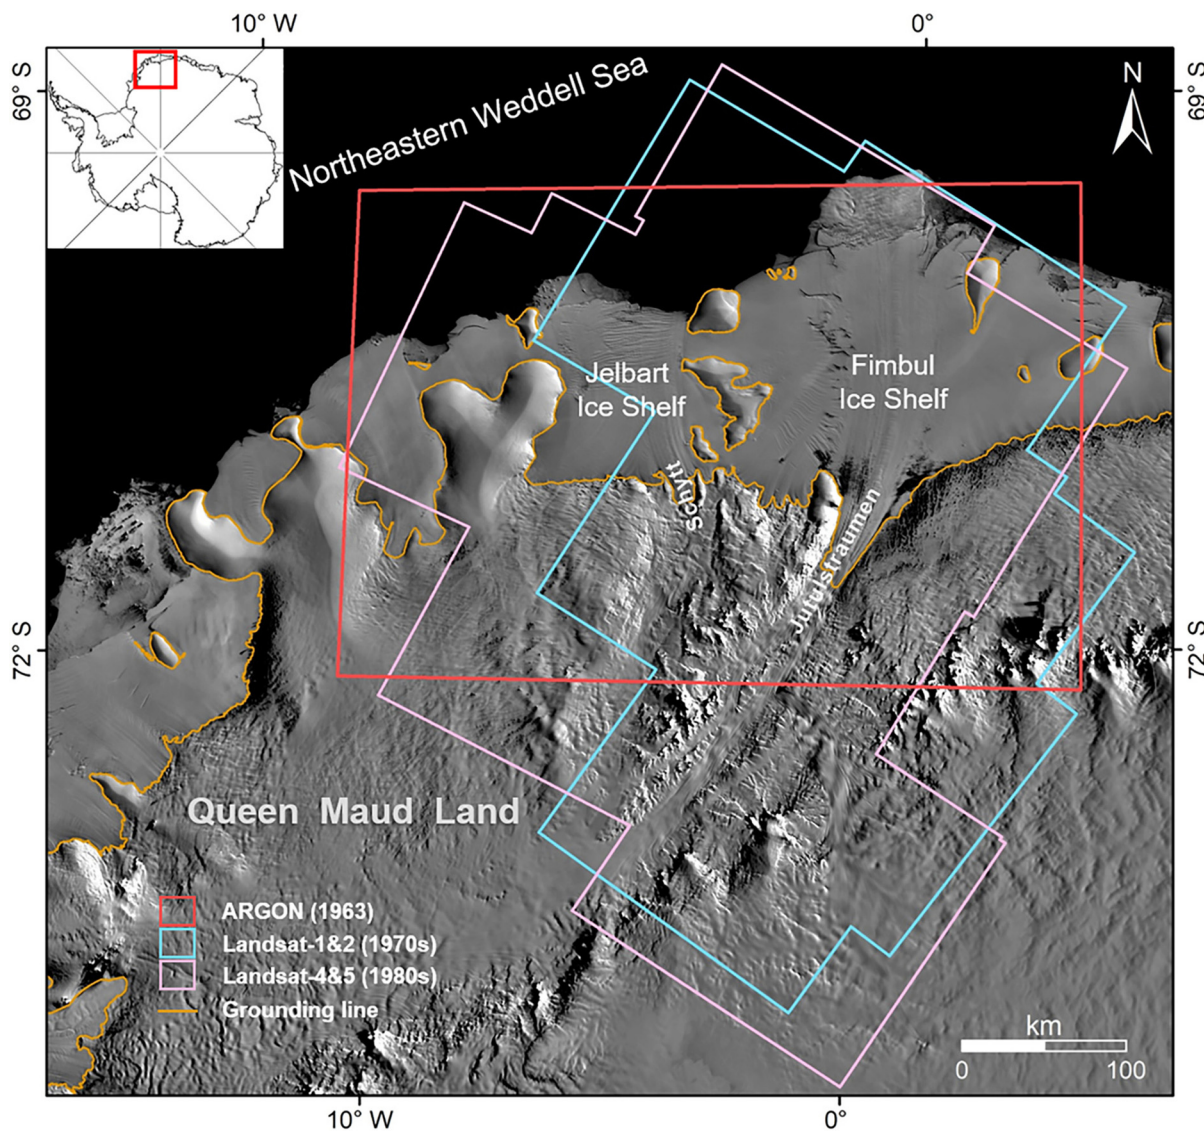 10° W
0°
69° S
69° S
N
Northeastern Weddell Sea
Jelbart
Ice Shelf
Fimbul
Ice Shelf
Schytt
Jutulstraumen
72° S
72° S
Queen Maud Land
ARGON (1963)
Landsat-1&2 (1970s)
Landsat-4&5 (1980s)
Grounding line
km
0
100
10° W
0°